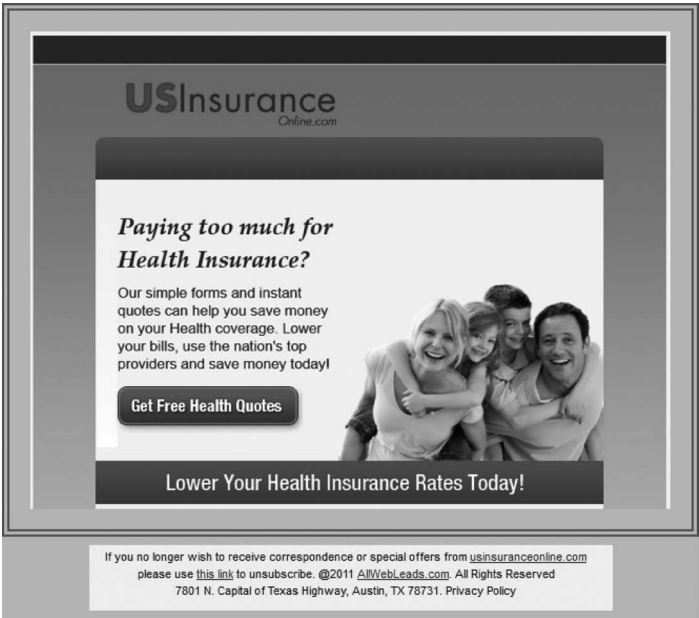 USInsurance
Online.com
Paying too much for
Health Insurance?
Our simple forms and instant
quotes can help you save money
on your Health coverage. Lower
your bills, use the nation's top
providers and save money today!
Get Free Health Quotes
Lower Your Health Insurance Rates Today!
If you no longer wish to receive correspondence or special offers from usinsuranceonline.com
please use this link to unsubscribe. @2011 AllWebLeads.com. All Rights Reserved
7801 N. Capital of Texas Highway, Austin, TX 78731. Privacy Policy